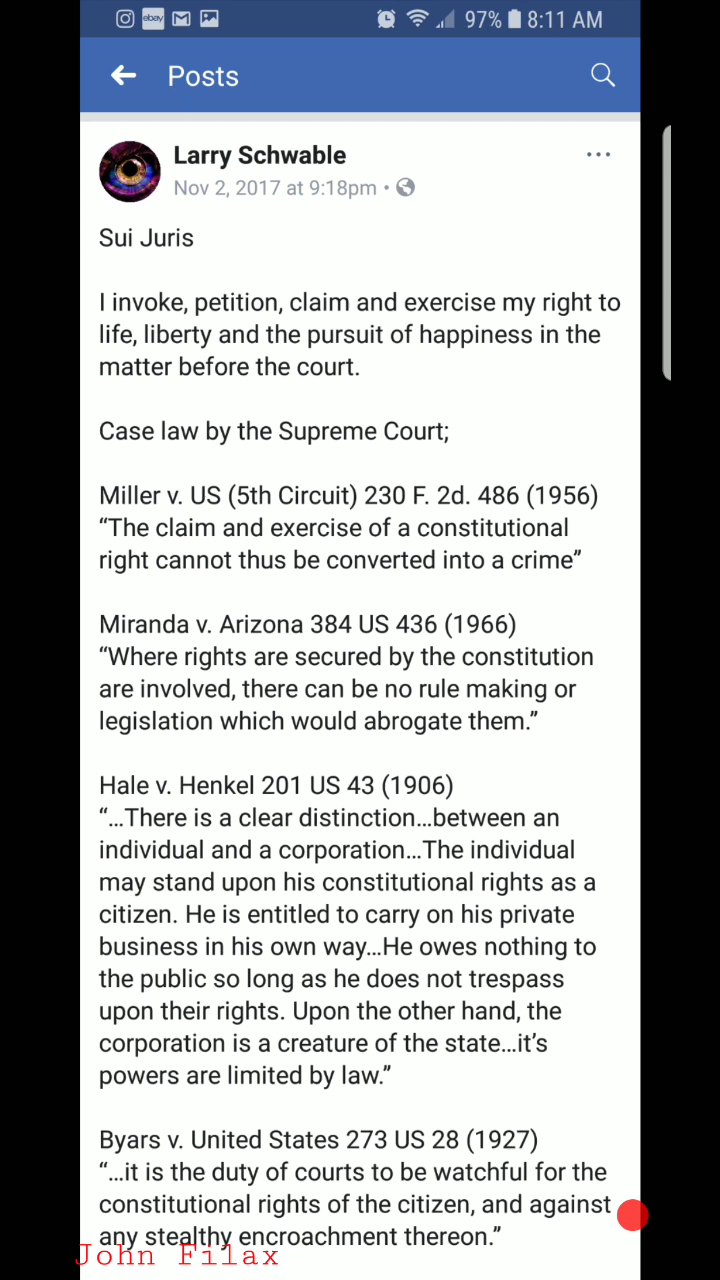 ebay 97% 8:11 AM
Posts
Larry Schwable
Nov 2, 2017 at 9:18pm •
Sui Juris
I invoke, petition, claim and exercise my right to
life, liberty and the pursuit of happiness in the
matter before the court.
Case law by the Supreme Court;
Miller v. US (5th Circuit) 230 F. 2d. 486 (1956)
“The claim and exercise of a constitutional
right cannot thus be converted into a crime”
Miranda v. Arizona 384 US 436 (1966)
“Where rights are secured by the constitution
are involved, there can be no rule making or
legislation which would abrogate them.”
Hale v. Henkel 201 US 43 (1906)
“...There is a clear distinction...between an
individual and a corporation...The individual
may stand upon his constitutional rights as a
citizen. He is entitled to carry on his private
business in his own way...He owes nothing to
the public so long as he does not trespass
upon their rights. Upon the other hand, the
corporation is a creature of the state...it’s
powers are limited by law.”
Byars v. United States 273 US 28 (1927)
“...it is the duty of courts to be watchful for the
constitutional rights of the citizen, and against
any stealthy encroachment thereon.”
John Filax